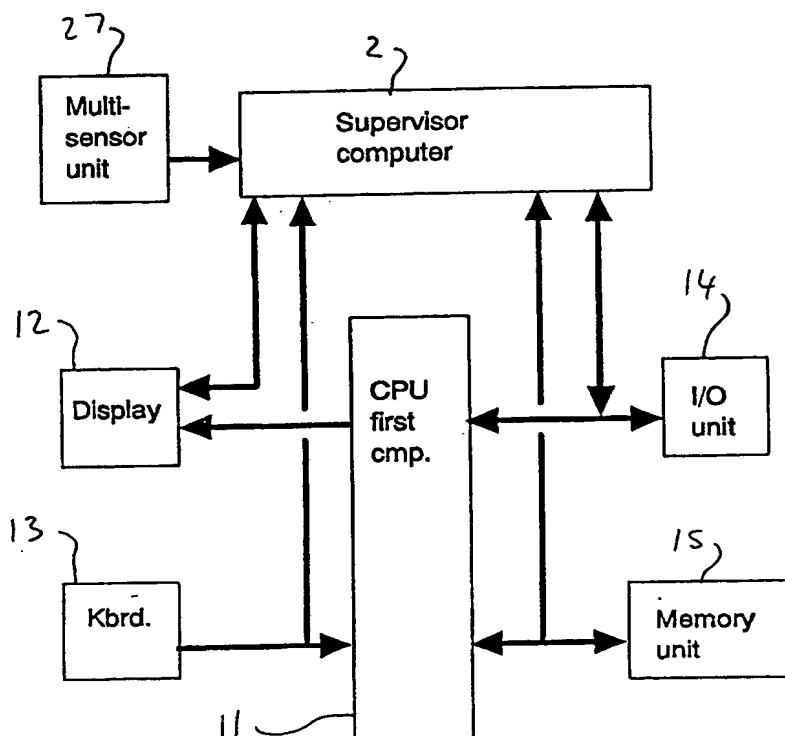 27
2
Multi-
sensor
unit
Supervisor
computer
12
14
Display
CPU
first
cmp.
I/O
unit
13
15
Kbrd.
Memory
unit
11